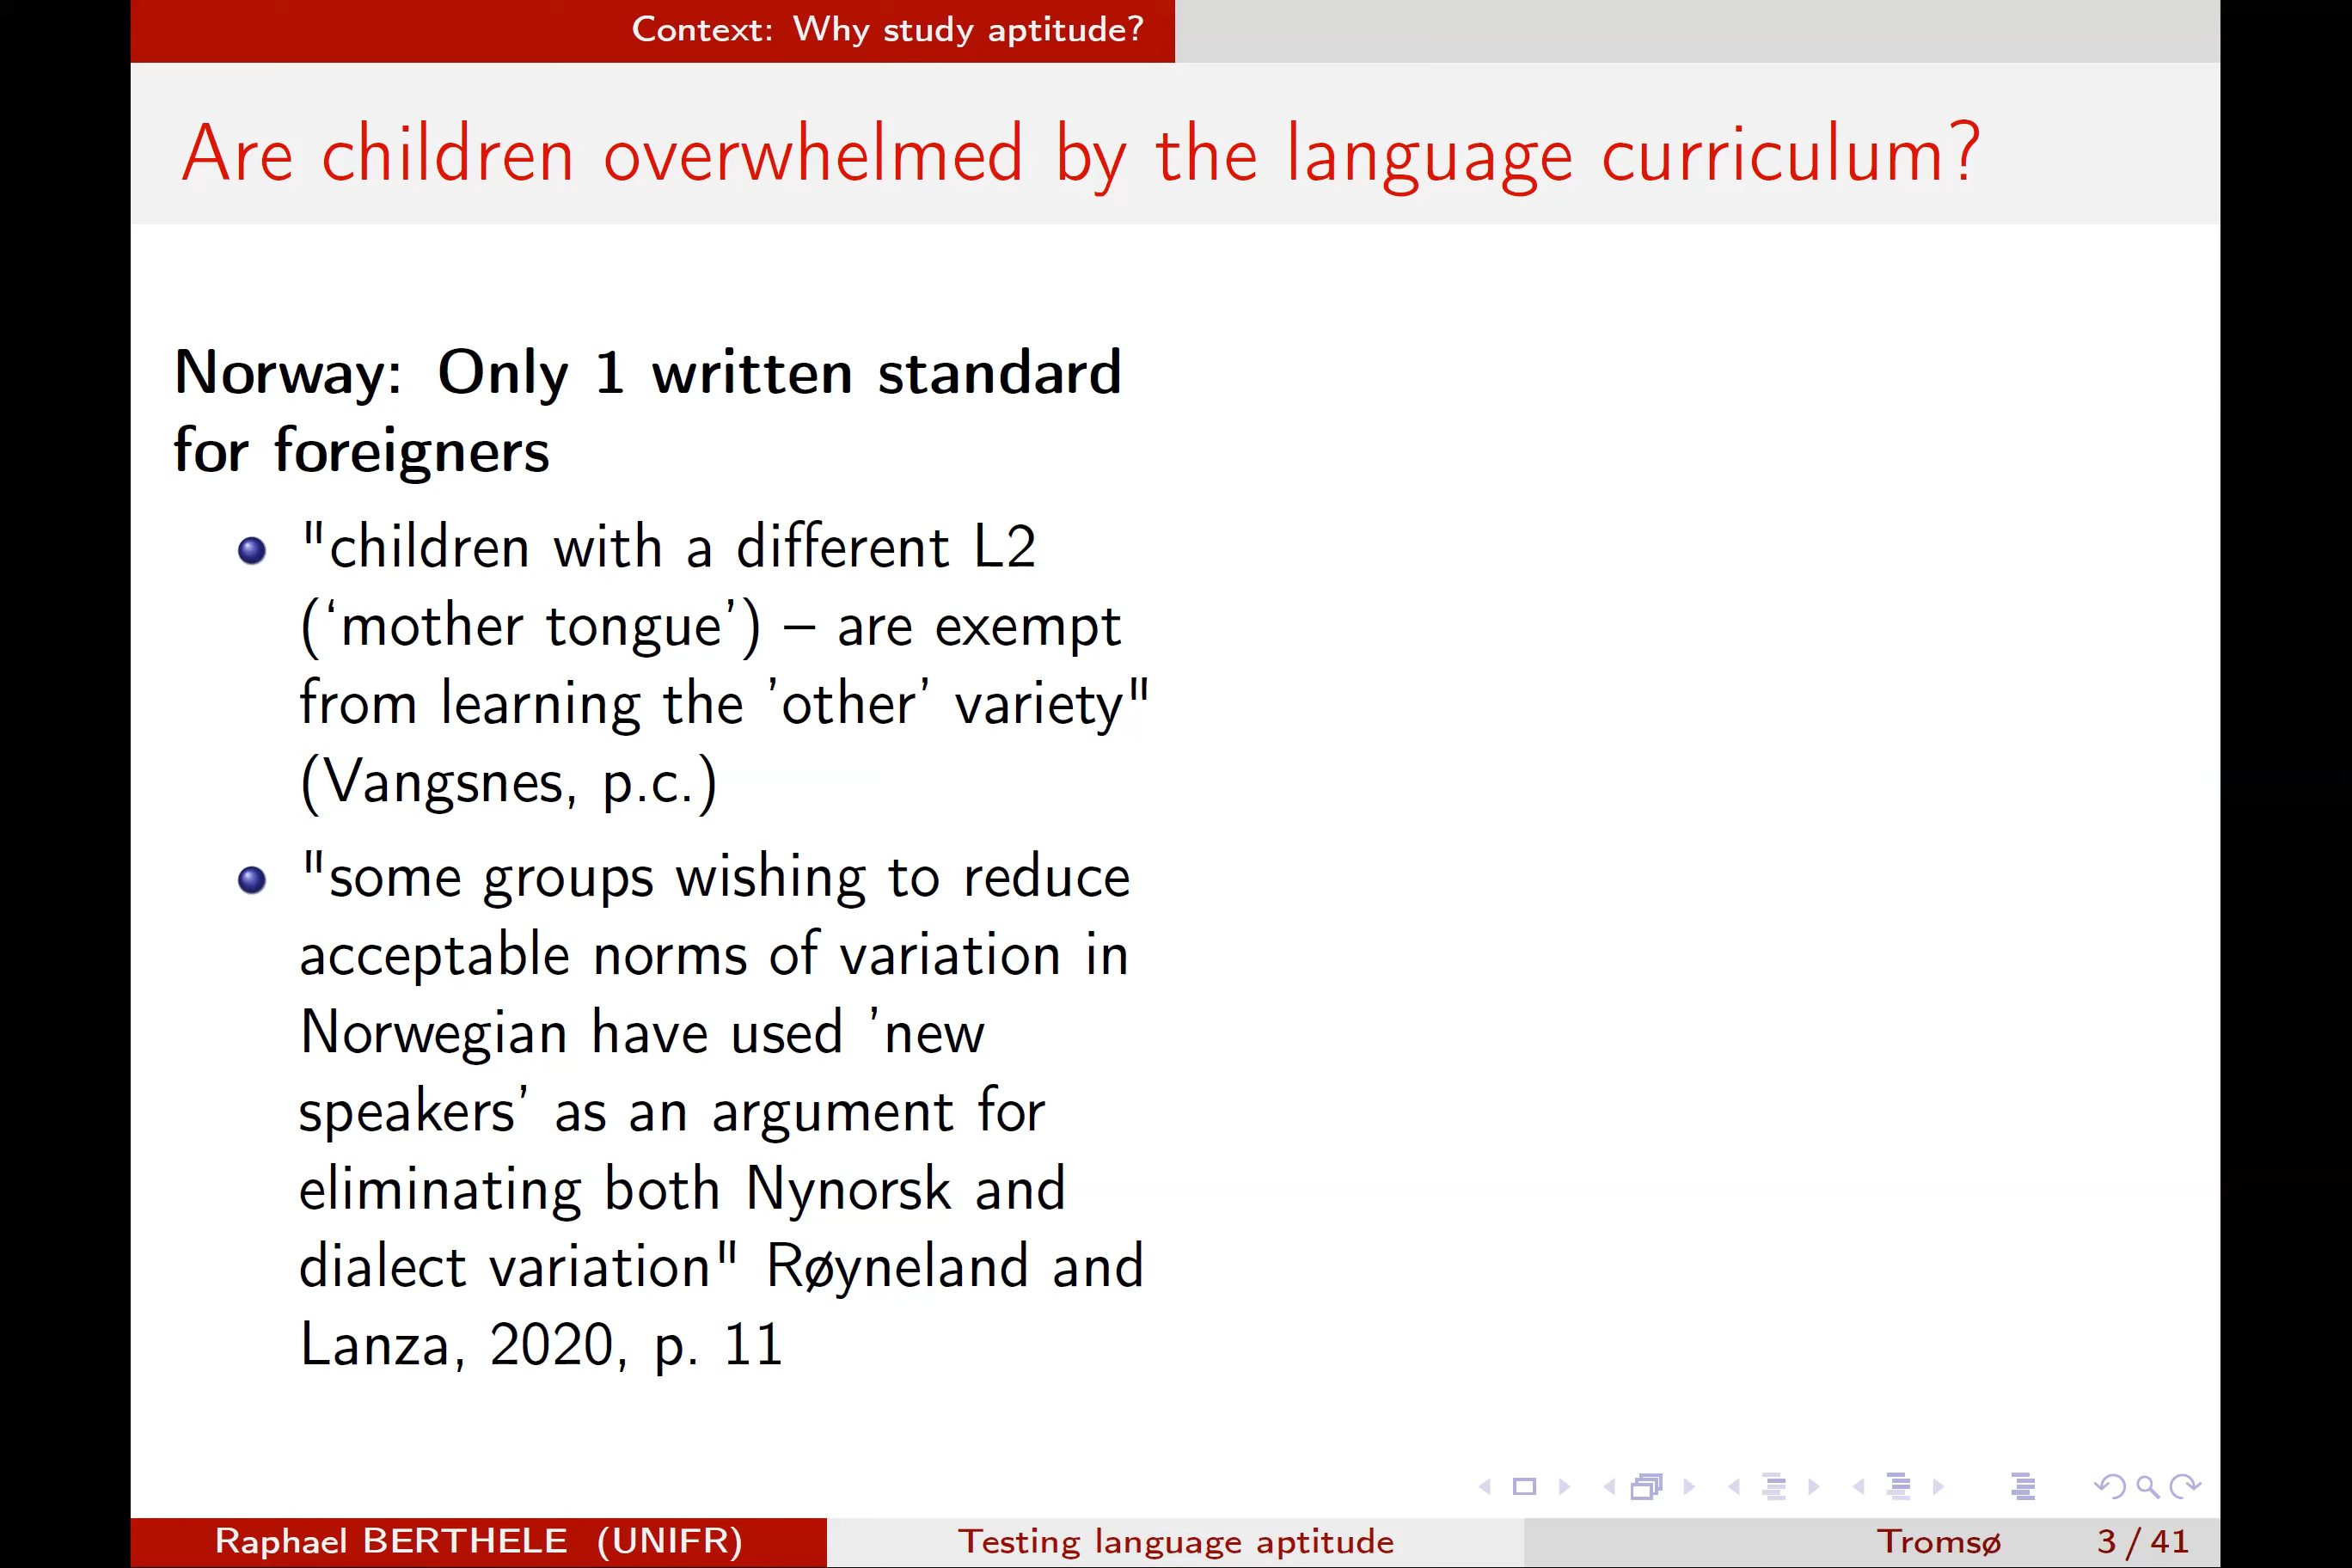 Context: Why study aptitude?
Are children overwhelmed by the language curriculum?
Norway: Only 1 written standard
for foreigners
"children with a different L2
(‘mother tongue’) – are exempt
from learning the ’other’ variety"
(Vangsnes, p.c.)
"some groups wishing to reduce
acceptable norms of variation in
Norwegian have used ’new
speakers’ as an argument for
eliminating both Nynorsk and
dialect variation" Røyneland and
Lanza, 2020, p. 11
Raphael BERTHELE (UNIFR)
Testing language aptitude
Tromsø
3 / 41